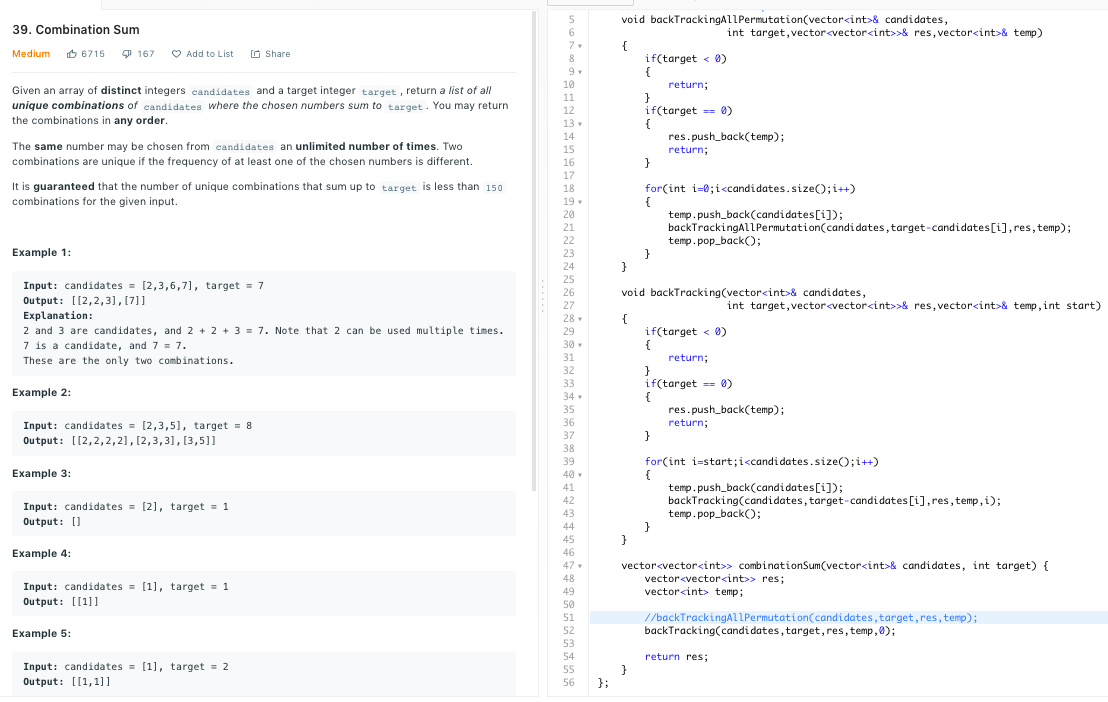 39. Combination Sum
Medium 6715 167 Add to List Share
Given an array of distinct integers candidates and a target integer target, return a list of all
unique combinations of candidates where the chosen numbers sum to target. You may return
the combinations in any order.
The same number may be chosen from candidates an unlimited number of times. Two
combinations are unique if the frequency of at least one of the chosen numbers is different.
It is guaranteed that the number of unique combinations that sum up to target is less than 150
combinations for the given input.
Example 1:
Input: candidates = [2,3,6,7], target = 7
Output: [[2,2,3],[7]]
Explanation:
2 and 3 are candidates, and 2 + 2 + 3 = 7. Note that 2 can be used multiple times.
7 is a candidate, and 7 = 7.
These are the only two combinations.
Example 2:
Input: candidates = [2,3,5], target = 8
Output: [[2,2,2,2],[2,3,3],[3,5]]
Example 3:
Input: candidates = [2], target = 1
Output: []
Example 4:
Input: candidates = [1], target = 1
Output: [[1]]
Example 5:
Input: candidates = [1], target = 2
Output: [[1,1]]
5 void backTrackingAllPermutation(vector<int>& candidates,
6 int target,vector<vector<int>>& res,vector<int>& temp)
7 {
8 if(target < 0)
9 {
10 return;
11 }
12 if(target == 0)
13 {
14 res.push_back(temp);
15 return;
16 }
17
18 for(int i=0;i<candidates.size();i++)
19 {
20 temp.push_back(candidates[i]);
21 backTrackingAllPermutation(candidates,target-candidates[i],res,temp);
22 temp.pop_back();
23 }
24 }
25
26 void backTracking(vector<int>& candidates,
27 int target,vector<vector<int>>& res,vector<int>& temp,int start)
28 {
29 if(target < 0)
30 {
31 return;
32 }
33 if(target == 0)
34 {
35 res.push_back(temp);
36 return;
37 }
38
39 for(int i=start;i<candidates.size();i++)
40 {
41 temp.push_back(candidates[i]);
42 backTracking(candidates,target-candidates[i],res,temp,i);
43 temp.pop_back();
44 }
45 }
46
47 vector<vector<int>> combinationSum(vector<int>& candidates, int target) {
48 vector<vector<int>> res;
49 vector<int> temp;
50
51 //backTrackingAllPermutation(candidates,target,res,temp);
52 backTracking(candidates,target,res,temp,0);
53
54 return res;
55 }
56 };